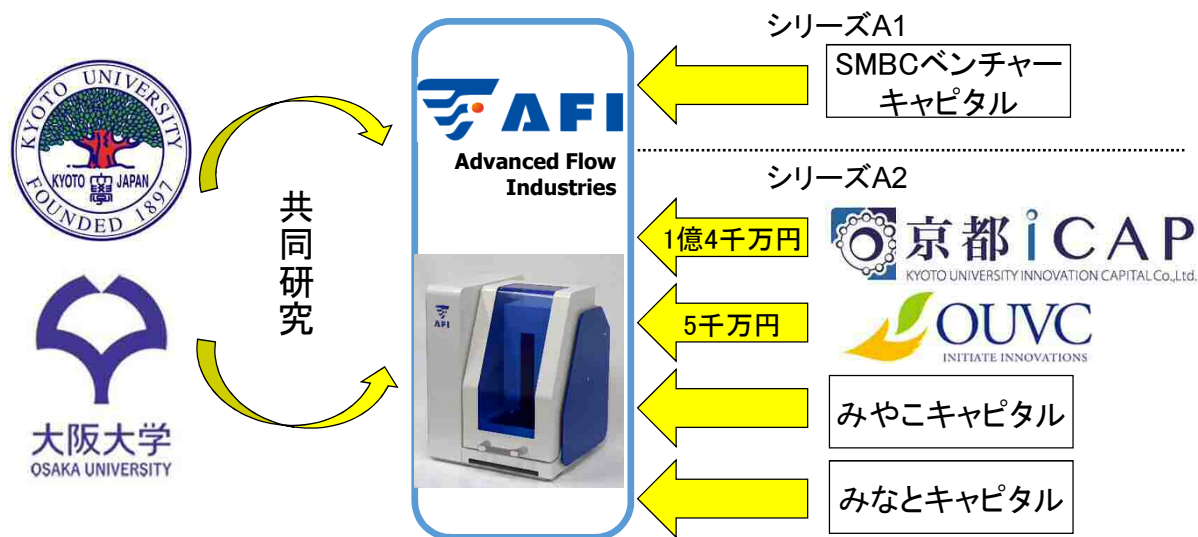 KYOTO UNIVERSITY
KYOTO 大學 JAPAN
FOUNDED 1897
大阪大学
OSAKA UNIVERSITY
共同研究
AFI
Advanced Flow
Industries
AFI
シリーズA1
SMBCベンチャー
キャピタル
シリーズA2
1億4千万円
京都iCAP
KYOTO UNIVERSITY INNOVATION CAPITAL Co.,Ltd.
5千万円
OUVC
INITIATE INNOVATIONS
みやこキャピタル
みなとキャピタル